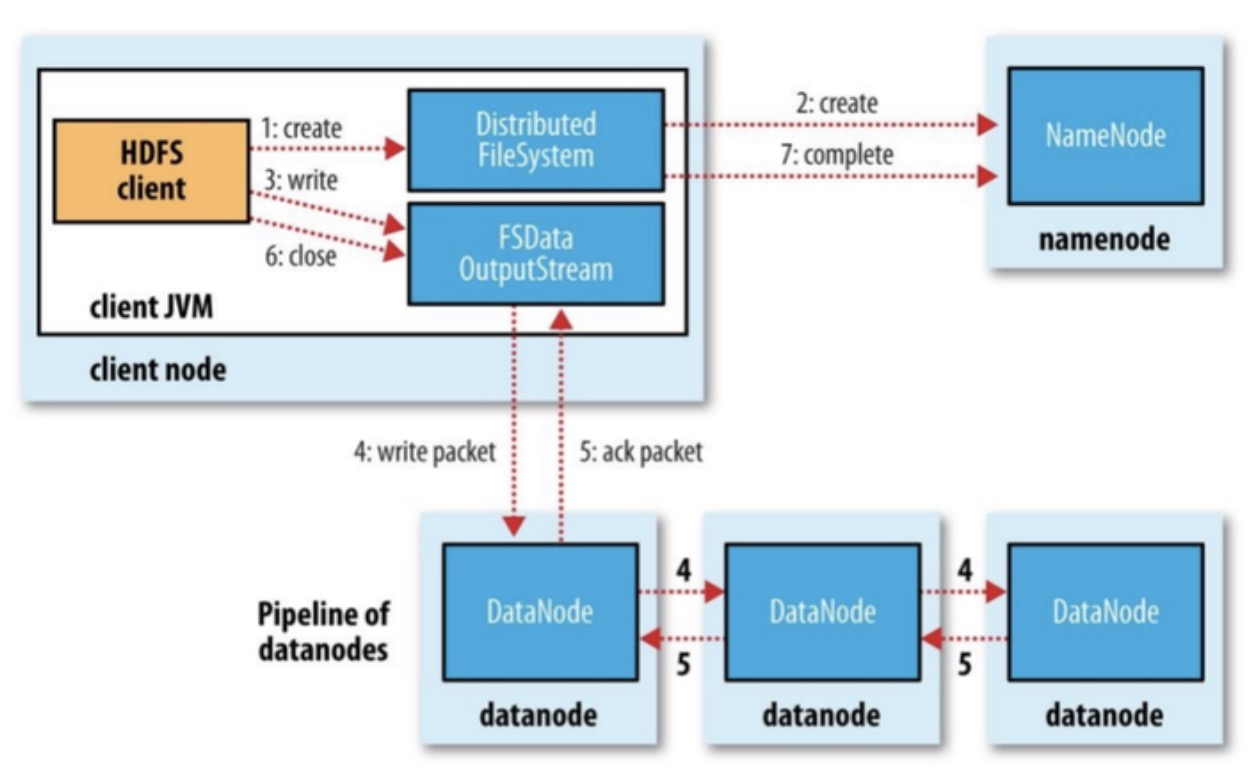 HDFS
client
1: create
3: write
6: close
Distributed
FileSystem
FSData
OutputStream
client JVM
client node
2: create
7: complete
NameNode
namenode
4: write packet
5: ack packet
Pipeline of
datanodes
DataNode
datanode
4
5
DataNode
datanode
4
5
DataNode
datanode